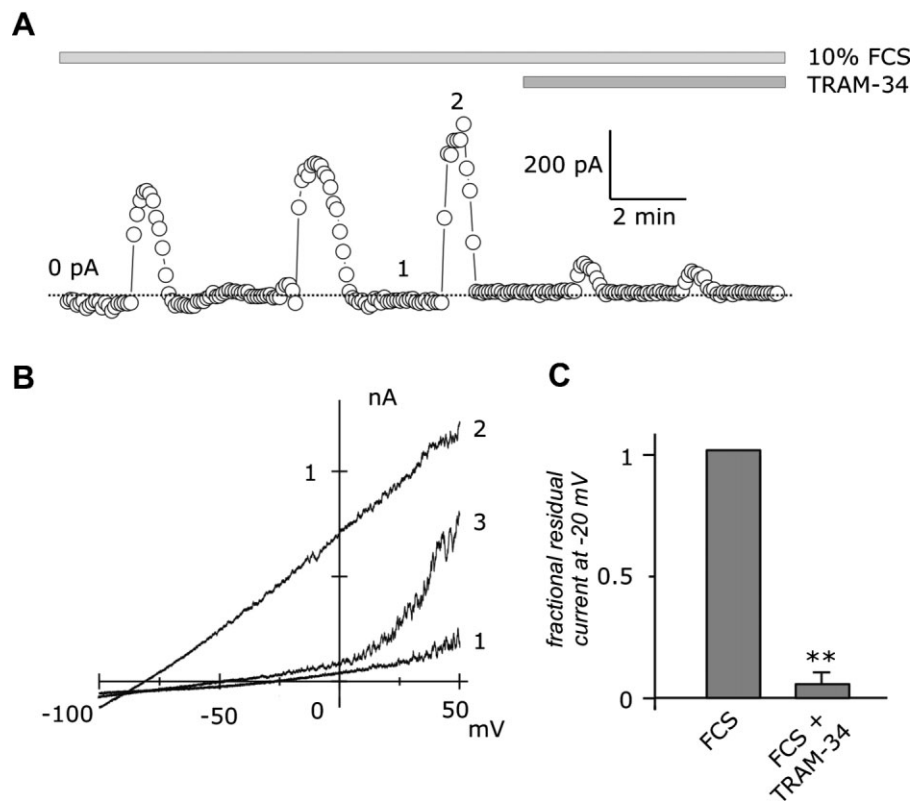 A
10% FCS
TRAM-34
2
200 pA
2 min
0 pA
1
B
nA
2
1
3
1
-100
-50
0
50
mV
C
fractional residual
current at -20 mV
1
0.5
0
**
FCS
FCS +
TRAM-34